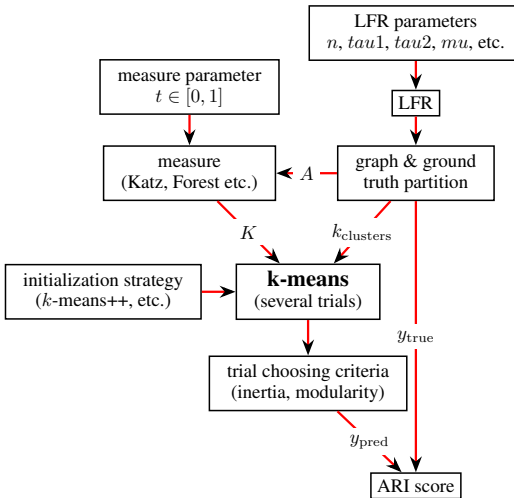 LFR parameters
n, tau1, tau2, mu, etc.
measure parameter
t ∈ [0, 1]
LFR
measure
(Katz, Forest etc.)
A
graph & ground
truth partition
K
k_clusters
initialization strategy
(k-means++, etc.)
k-means
(several trials)
y_true
trial choosing criteria
(inertia, modularity)
y_pred
ARI score